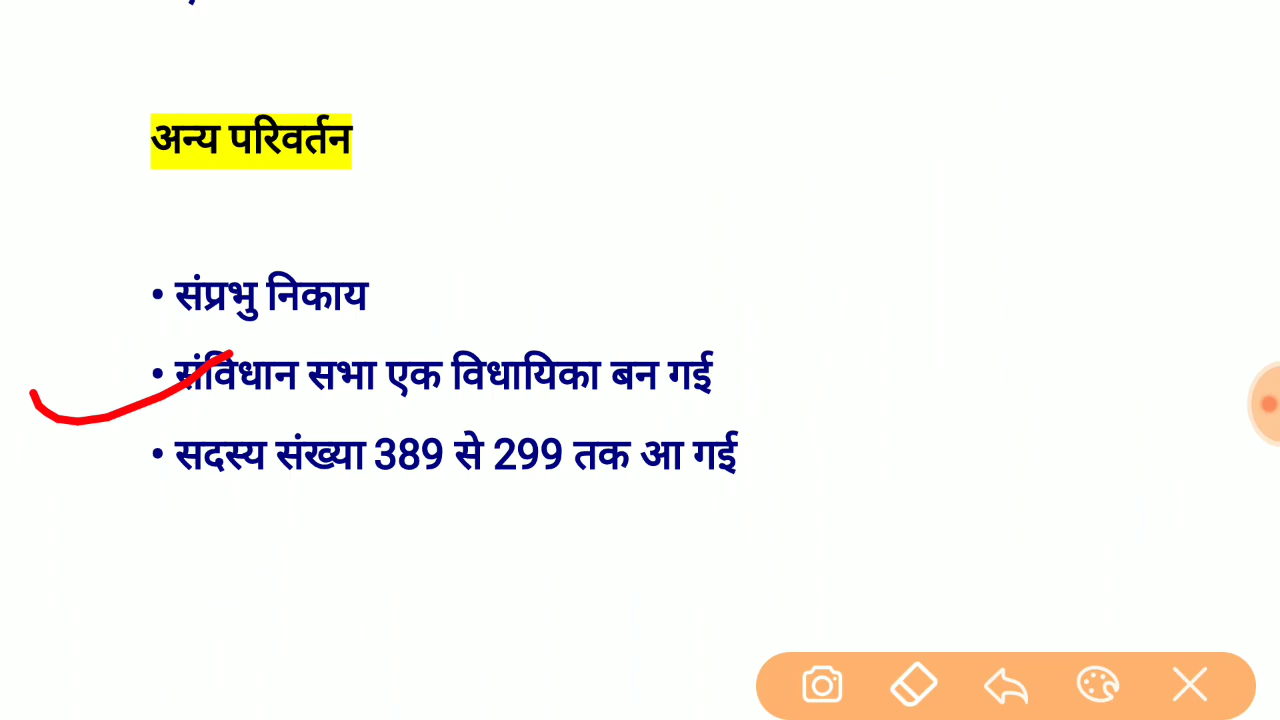 अन्य परिवर्तन
• संप्रभु निकाय
• संविधान सभा एक विधायिका बन गई
• सदस्य संख्या 389 से 299 तक आ गई